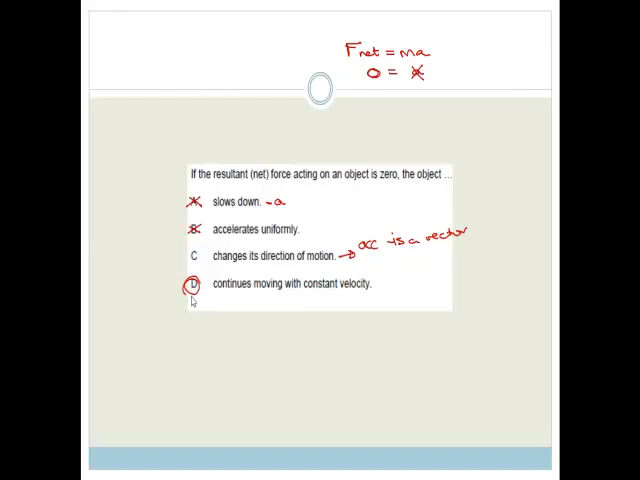 Fnet = ma
0 = a
If the resultant (net) force acting on an object is zero, the object ...
A slows down. -a
B accelerates uniformly.
C changes its direction of motion. → acc is a vector
D continues moving with constant velocity.